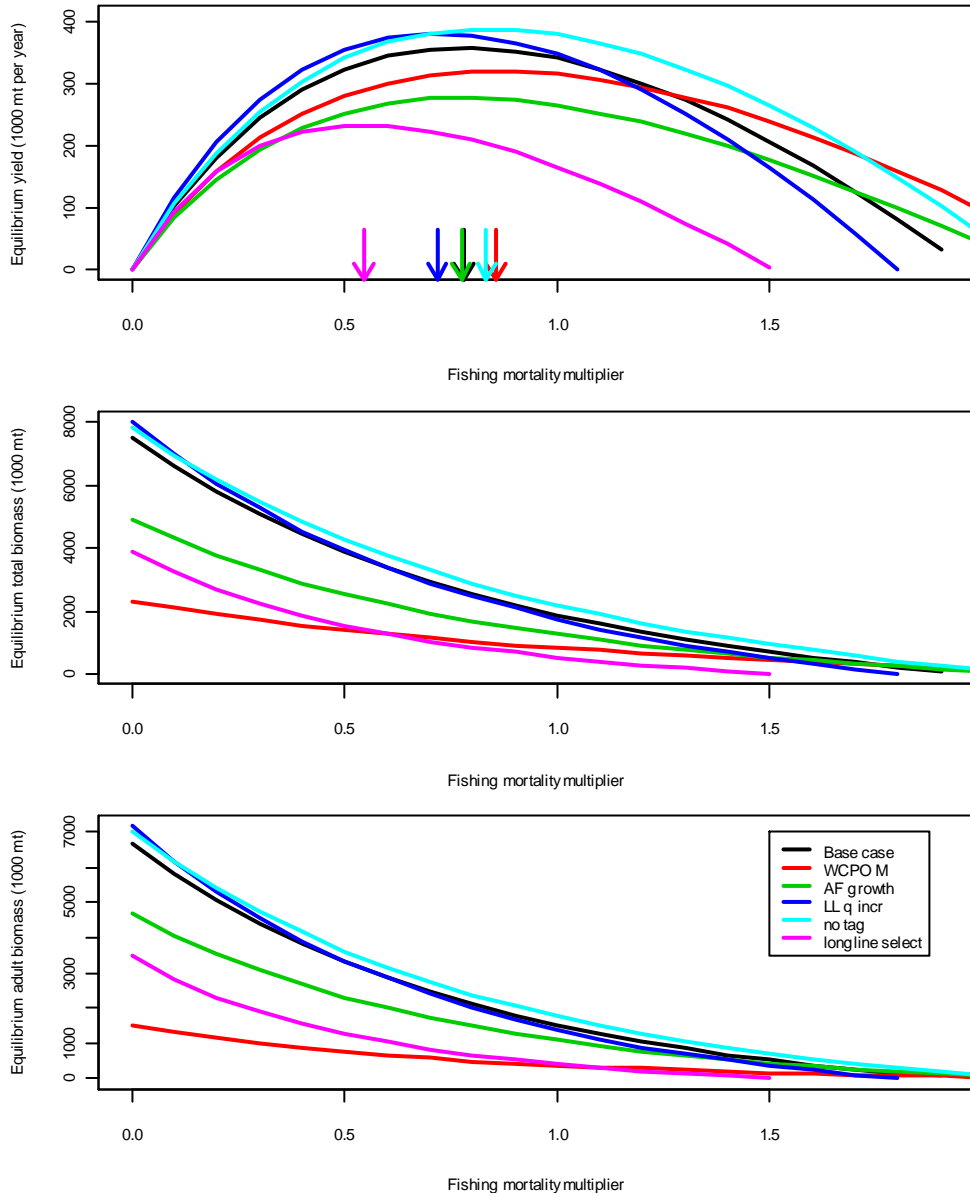 Equilibrium yield (1000 mt per year)
400
300
200
100
0
0.0 0.5 1.0 1.5
Fishing mortality multiplier
Equilibrium total biomass (1000 mt)
8000
6000
4000
2000
0
0.0 0.5 1.0 1.5
Fishing mortality multiplier
Equilibrium adult biomass (1000 mt)
7000
5000
3000
1000
0
Base case
WCPO M
AF growth
LL q incr
no tag
longline select
0.0 0.5 1.0 1.5
Fishing mortality multiplier